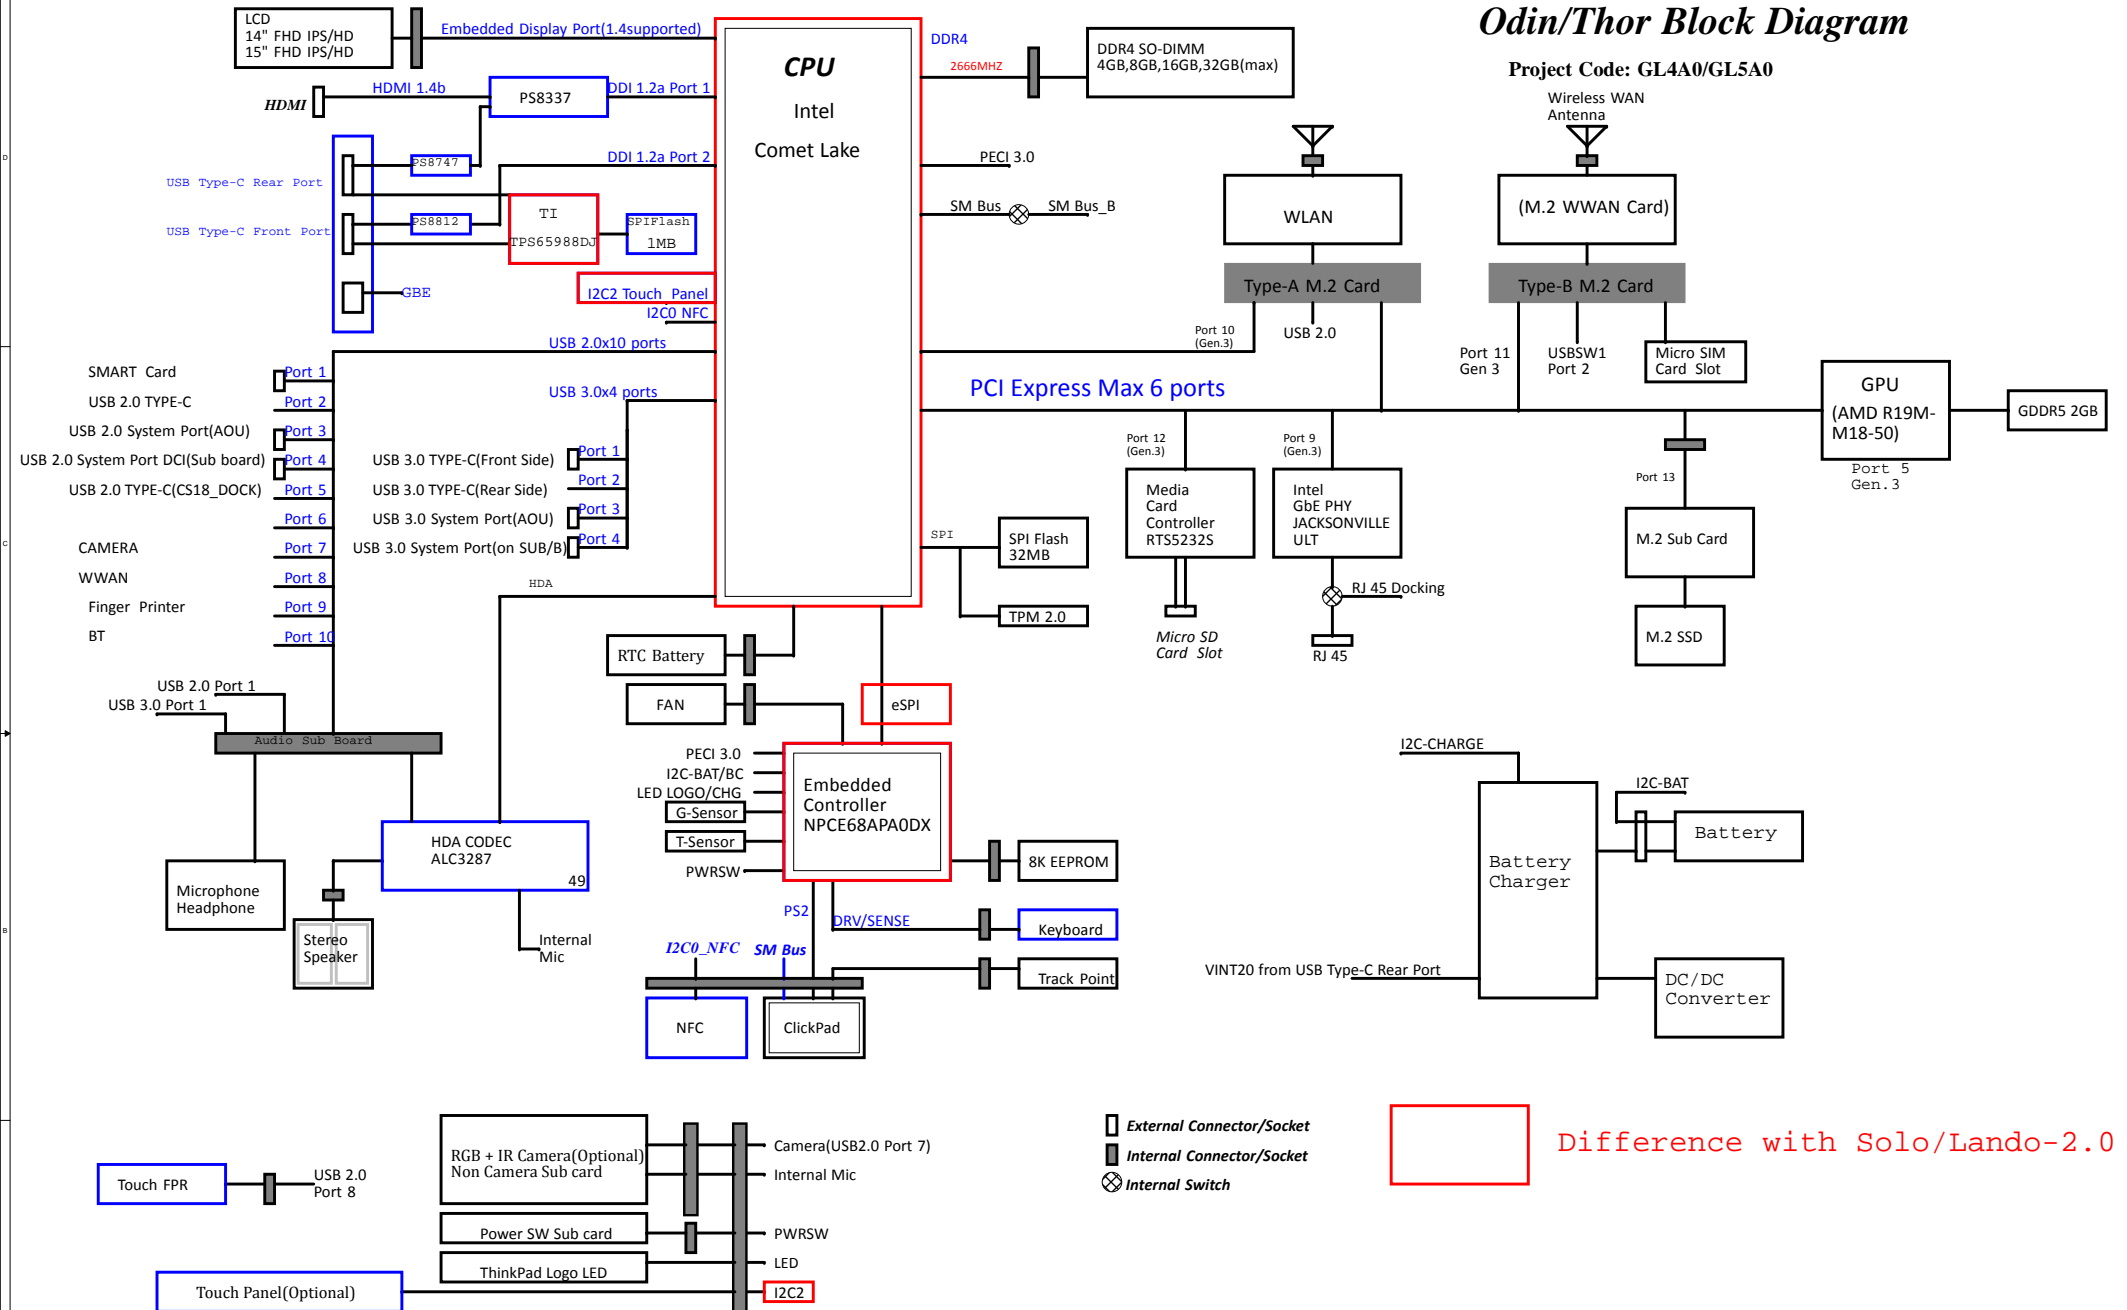 Odin/Thor Block Diagram
Project Code: GL4A0/GL5A0
LCD
14" FHD IPS/HD
15" FHD IPS/HD
Embedded Display Port(1.4supported)
HDMI
HDMI 1.4b
PS8337
DDI 1.2a Port 1
PS8747
DDI 1.2a Port 2
USB Type-C Rear Port
PS8812
USB Type-C Front Port
TI
TPS65988DJ
SPIFlash
1MB
GBE
I2C2 Touch Panel
I2C0 NFC
CPU
Intel
Comet Lake
DDR4
2666MHZ
DDR4 SO-DIMM
4GB,8GB,16GB,32GB(max)
PECI 3.0
SM Bus
SM Bus_B
Wireless WAN
Antenna
WLAN
(M.2 WWAN Card)
Type-A M.2 Card
Type-B M.2 Card
Port 10
(Gen.3)
USB 2.0
Port 11
Gen 3
USBSW1
Port 2
Micro SIM
Card Slot
PCI Express Max 6 ports
GPU
(AMD R19M-
M18-50)
Port 5
Gen.3
GDDR5 2GB
USB 2.0x10 ports
SMART Card
Port 1
USB 2.0 TYPE-C
Port 2
USB 2.0 System Port(AOU)
Port 3
USB 2.0 System Port DCI(Sub board)
Port 4
USB 2.0 TYPE-C(CS18_DOCK)
Port 5
Port 6
CAMERA
Port 7
WWAN
Port 8
Finger Printer
Port 9
BT
Port 10
USB 3.0x4 ports
USB 3.0 TYPE-C(Front Side)
Port 1
USB 3.0 TYPE-C(Rear Side)
Port 2
USB 3.0 System Port(AOU)
Port 3
USB 3.0 System Port(on SUB/B)
Port 4
HDA
SPI
SPI Flash
32MB
TPM 2.0
Port 12
(Gen.3)
Media
Card
Controller
RTS5232S
Micro SD
Card Slot
Port 9
(Gen.3)
Intel
GbE PHY
JACKSONVILLE
ULT
RJ 45 Docking
RJ 45
Port 13
M.2 Sub Card
M.2 SSD
RTC Battery
FAN
eSPI
USB 2.0 Port 1
USB 3.0 Port 1
Audio Sub Board
HDA CODEC
ALC3287
49
Microphone
Headphone
Stereo
Speaker
Internal
Mic
PECI 3.0
I2C-BAT/BC
LED LOGO/CHG
G-Sensor
T-Sensor
PWRSW
Embedded
Controller
NPCE68APA0DX
8K EEPROM
PS2
DRV/SENSE
Keyboard
I2C0_NFC
SM Bus
Track Point
NFC
ClickPad
I2C-CHARGE
I2C-BAT
Battery
Battery
Charger
VINT20 from USB Type-C Rear Port
DC/DC
Converter
Touch FPR
USB 2.0
Port 8
RGB + IR Camera(Optional)
Non Camera Sub card
Camera(USB2.0 Port 7)
Internal Mic
Power SW Sub card
PWRSW
ThinkPad Logo LED
LED
Touch Panel(Optional)
I2C2
External Connector/Socket
Internal Connector/Socket
Internal Switch
Difference with Solo/Lando-2.0
D
C
B